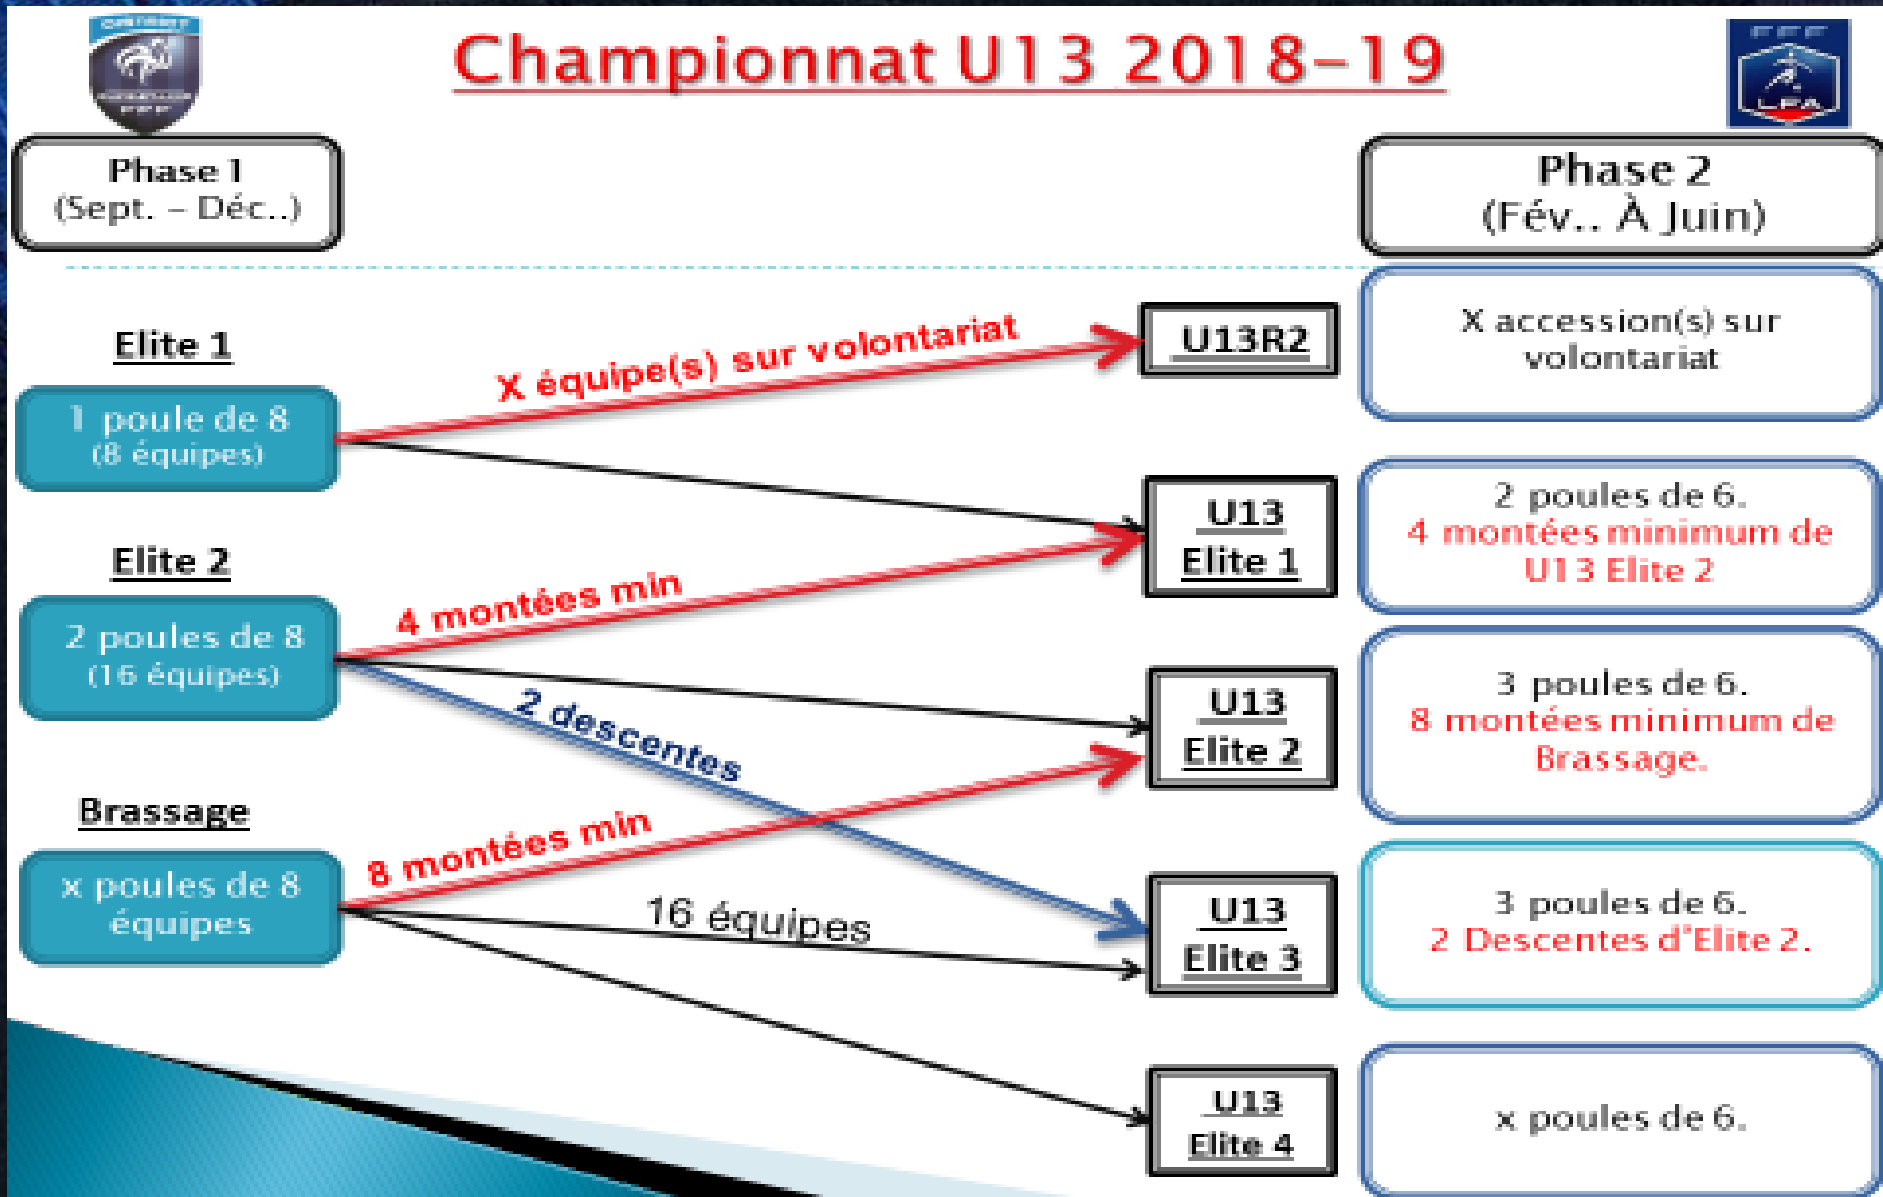 DISTRICT
FFF
Championnat U13 2018-19
FFF
LFA
Phase 1
(Sept. – Déc..)
Phase 2
(Fév.. À Juin)
Elite 1
1 poule de 8
(8 équipes)
X équipe(s) sur volontariat
U13R2
X accession(s) sur
volontariat
U13
Elite 1
2 poules de 6.
4 montées minimum de
U13 Elite 2
Elite 2
2 poules de 8
(16 équipes)
4 montées min
2 descentes
U13
Elite 2
3 poules de 6.
8 montées minimum de
Brassage.
Brassage
x poules de 8
équipes
8 montées min
16 équipes
U13
Elite 3
3 poules de 6.
2 Descentes d'Elite 2.
U13
Elite 4
x poules de 6.